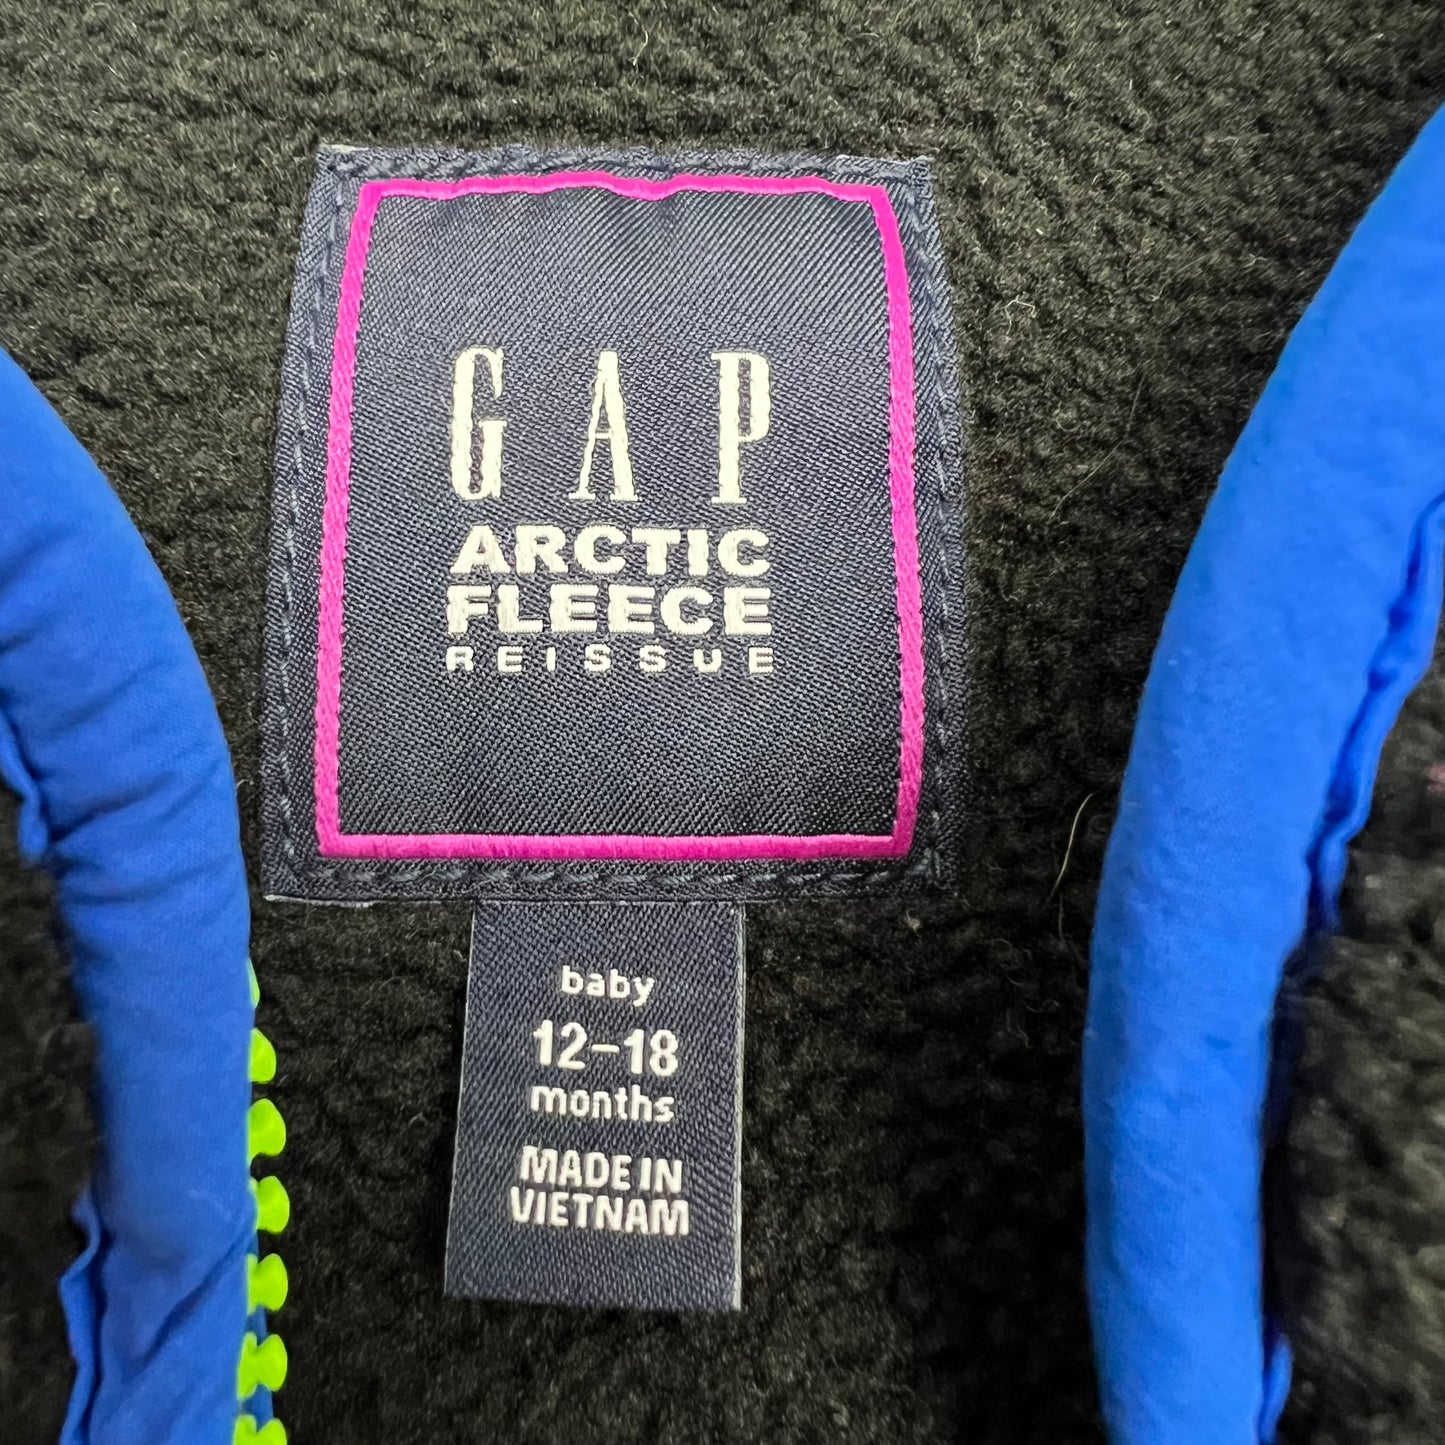 GAP
ARCTIC
FLEECE
REISSUE
baby
12-18
months
MADE IN
VIETNAM